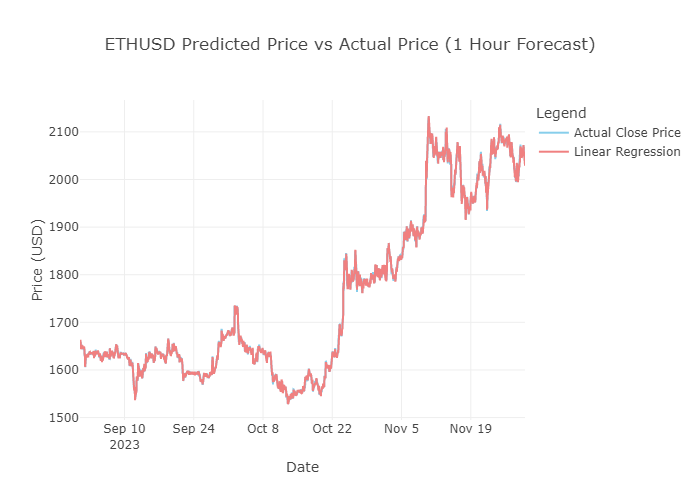 ETHUSD Predicted Price vs Actual Price (1 Hour Forecast)
Legend
Actual Close Price
Linear Regression
Price (USD)
2100
2000
1900
1800
1700
1600
1500
Sep 10
2023
Sep 24
Oct 8
Oct 22
Nov 5
Nov 19
Date